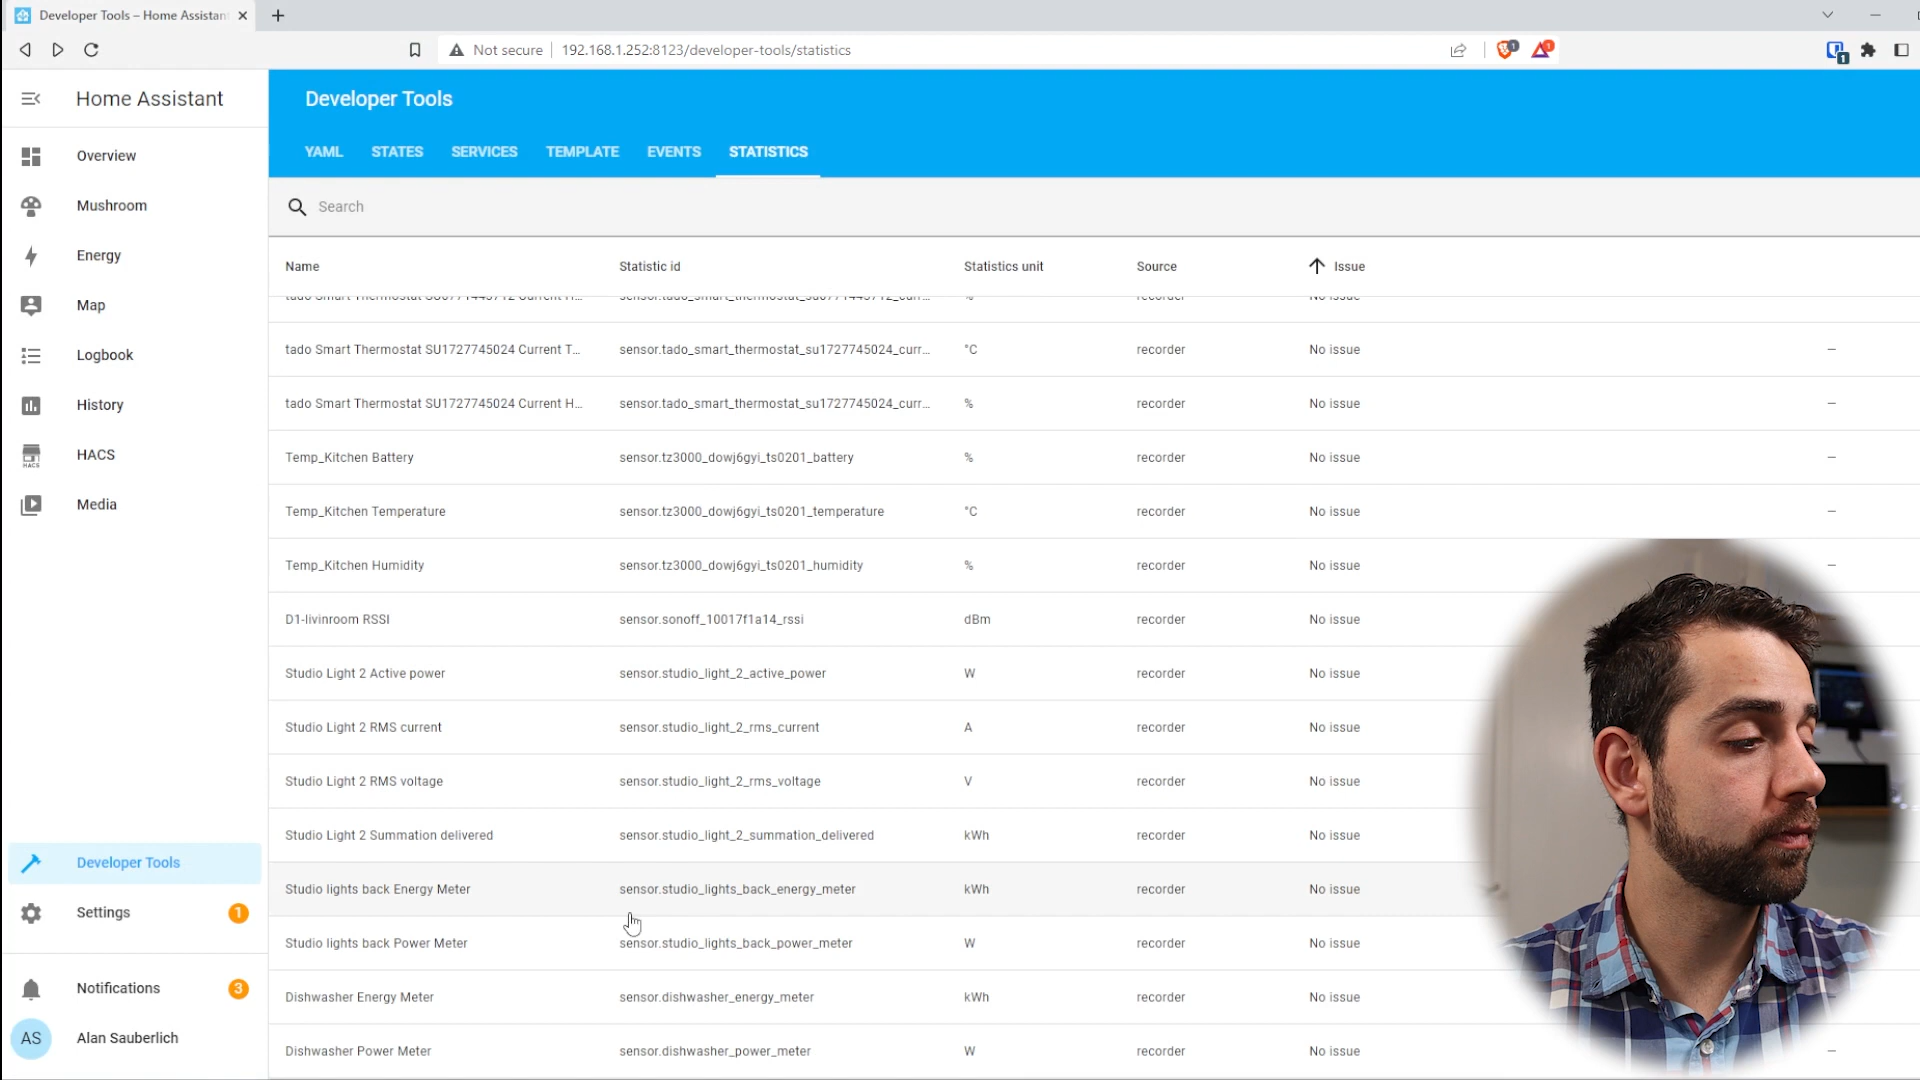 Developer Tools – Home Assistan
Not secure
192.168.1.252:8123/developer-tools/statistics
1
1
1
Home Assistant
Developer Tools
YAML STATES SERVICES TEMPLATE EVENTS STATISTICS
Search
Overview
Mushroom
Energy
Map
Logbook
History
HACS
HACS
Media
Developer Tools
Settings 1
Notifications 3
AS Alan Sauberlich
Name Statistic id Statistics unit Source Issue
tado Smart Thermostat SU1727745024 Current T... sensor.tado_smart_thermostat_su1727745024_curr... °C recorder No issue –
tado Smart Thermostat SU1727745024 Current H... sensor.tado_smart_thermostat_su1727745024_curr... % recorder No issue –
Temp_Kitchen Battery sensor.tz3000_dowj6gyi_ts0201_battery % recorder No issue –
Temp_Kitchen Temperature sensor.tz3000_dowj6gyi_ts0201_temperature °C recorder No issue –
Temp_Kitchen Humidity sensor.tz3000_dowj6gyi_ts0201_humidity % recorder No issue –
D1-livinroom RSSI sensor.sonoff_10017f1a14_rssi dBm recorder No issue
Studio Light 2 Active power sensor.studio_light_2_active_power W recorder No issue
Studio Light 2 RMS current sensor.studio_light_2_rms_current A recorder No issue
Studio Light 2 RMS voltage sensor.studio_light_2_rms_voltage V recorder No issue
Studio Light 2 Summation delivered sensor.studio_light_2_summation_delivered kWh recorder No issue
Studio lights back Energy Meter sensor.studio_lights_back_energy_meter kWh recorder No issue
Studio lights back Power Meter sensor.studio_lights_back_power_meter W recorder No issue
Dishwasher Energy Meter sensor.dishwasher_energy_meter kWh recorder No issue
Dishwasher Power Meter sensor.dishwasher_power_meter W recorder No issue –